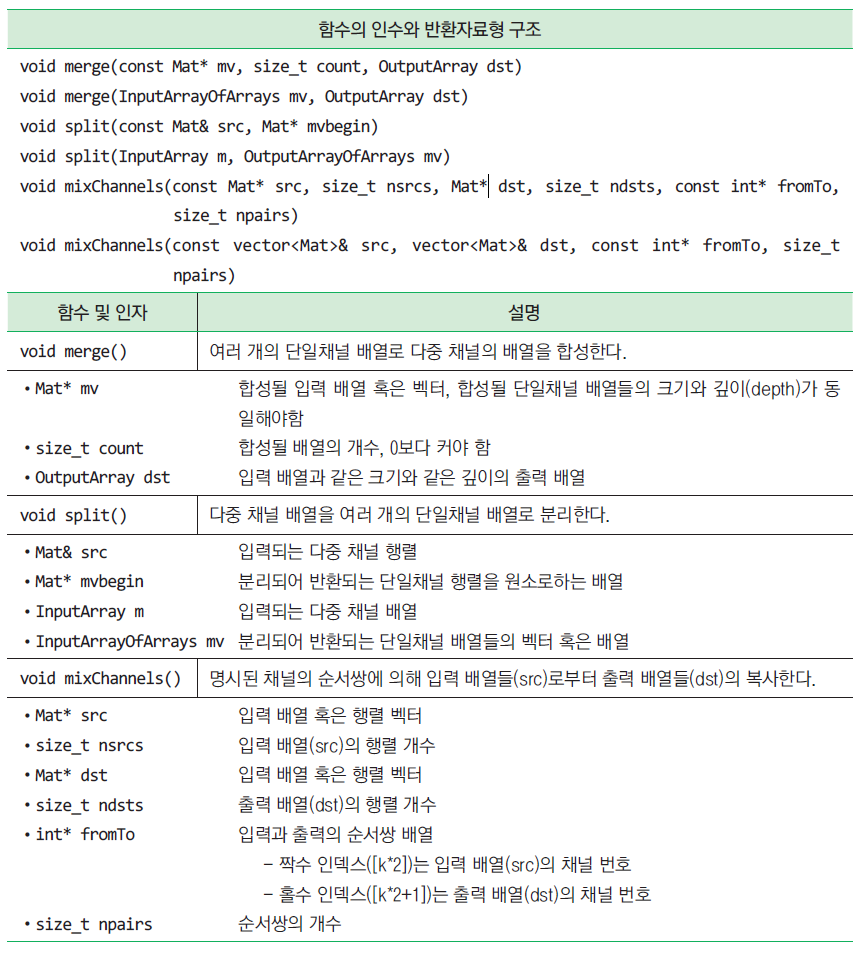 함수의 인수와 반환자료형 구조
void merge(const Mat* mv, size_t count, OutputArray dst)
void merge(InputArrayOfArrays mv, OutputArray dst)
void split(const Mat& src, Mat* mvbegin)
void split(InputArray m, OutputArrayOfArrays mv)
void mixChannels(const Mat* src, size_t nsrcs, Mat* dst, size_t ndsts, const int* fromTo,
size_t npairs)
void mixChannels(const vector<Mat>& src, vector<Mat>& dst, const int* fromTo, size_t
npairs)
함수 및 인자 설명
void merge() 여러 개의 단일채널 배열로 다중 채널의 배열을 합성한다.
• Mat* mv 합성될 입력 배열 혹은 벡터, 합성될 단일채널 배열들의 크기와 깊이(depth)가 동
일해야함
• size_t count 합성될 배열의 개수, 0보다 커야 함
• OutputArray dst 입력 배열과 같은 크기와 같은 깊이의 출력 배열
void split() 다중 채널 배열을 여러 개의 단일채널 배열로 분리한다.
• Mat& src 입력되는 다중 채널 행렬
• Mat* mvbegin 분리되어 반환되는 단일채널 행렬을 원소로하는 배열
• InputArray m 입력되는 다중 채널 배열
• InputArrayOfArrays mv 분리되어 반환되는 단일채널 배열들의 벡터 혹은 배열
void mixChannels() 명시된 채널의 순서쌍에 의해 입력 배열들(src)로부터 출력 배열들(dst)의 복사한다.
• Mat* src 입력 배열 혹은 행렬 벡터
• size_t nsrcs 입력 배열(src)의 행렬 개수
• Mat* dst 입력 배열 혹은 행렬 벡터
• size_t ndsts 출력 배열(dst)의 행렬 개수
• int* fromTo 입력과 출력의 순서쌍 배열
– 짝수 인덱스([k*2])는 입력 배열(src)의 채널 번호
– 홀수 인덱스([k*2+1])는 출력 배열(dst)의 채널 번호
• size_t npairs 순서쌍의 개수